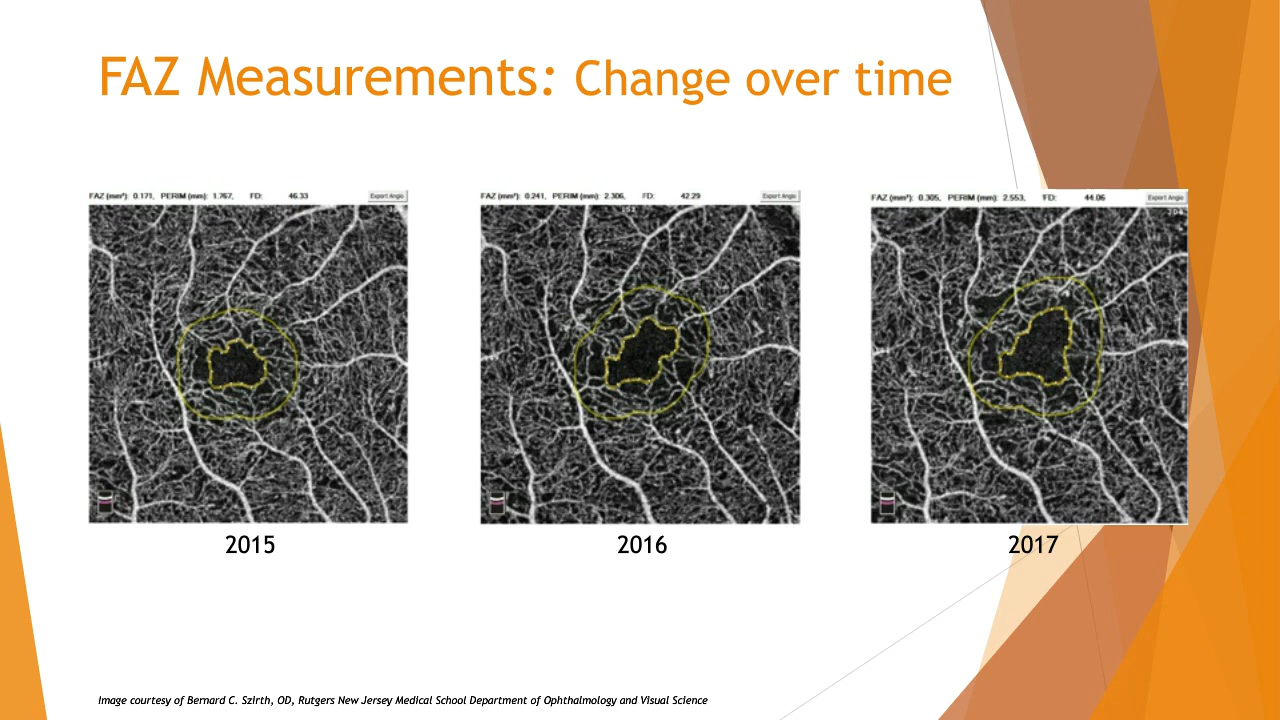 FAZ Measurements: Change over time
FAZ (mm²): 0.171, PERIM (mm): 1.767, FD: 46.33 Export Angio
FAZ (mm²): 0.241, PERIM (mm): 2.306, FD: 42.29 Export Angio
FAZ (mm²): 0.305, PERIM (mm): 2.553, FD: 44.06 Export Angio
2015
2016
2017
Image courtesy of Bernard C. Szirth, OD, Rutgers New Jersey Medical School Department of Ophthalmology and Visual Science